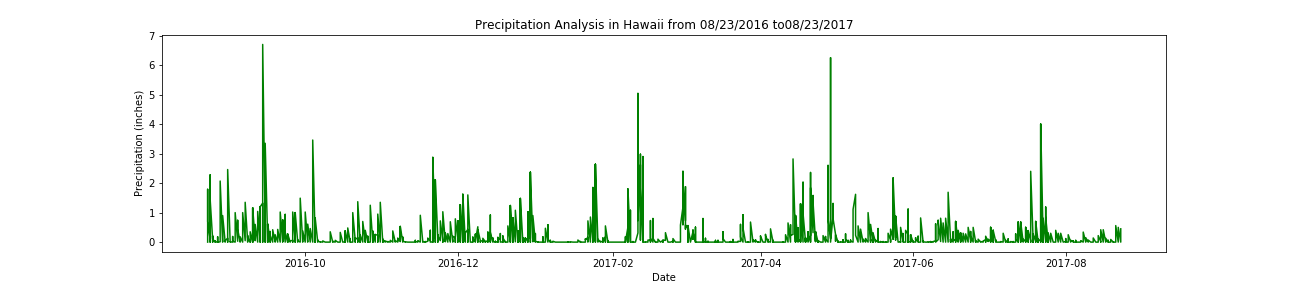 Precipitation Analysis in Hawaii from 08/23/2016 to08/23/2017
7
6
5
4
3
2
1
0
Precipitation (inches)
2016-10 2016-12 2017-02 2017-04 2017-06 2017-08
Date